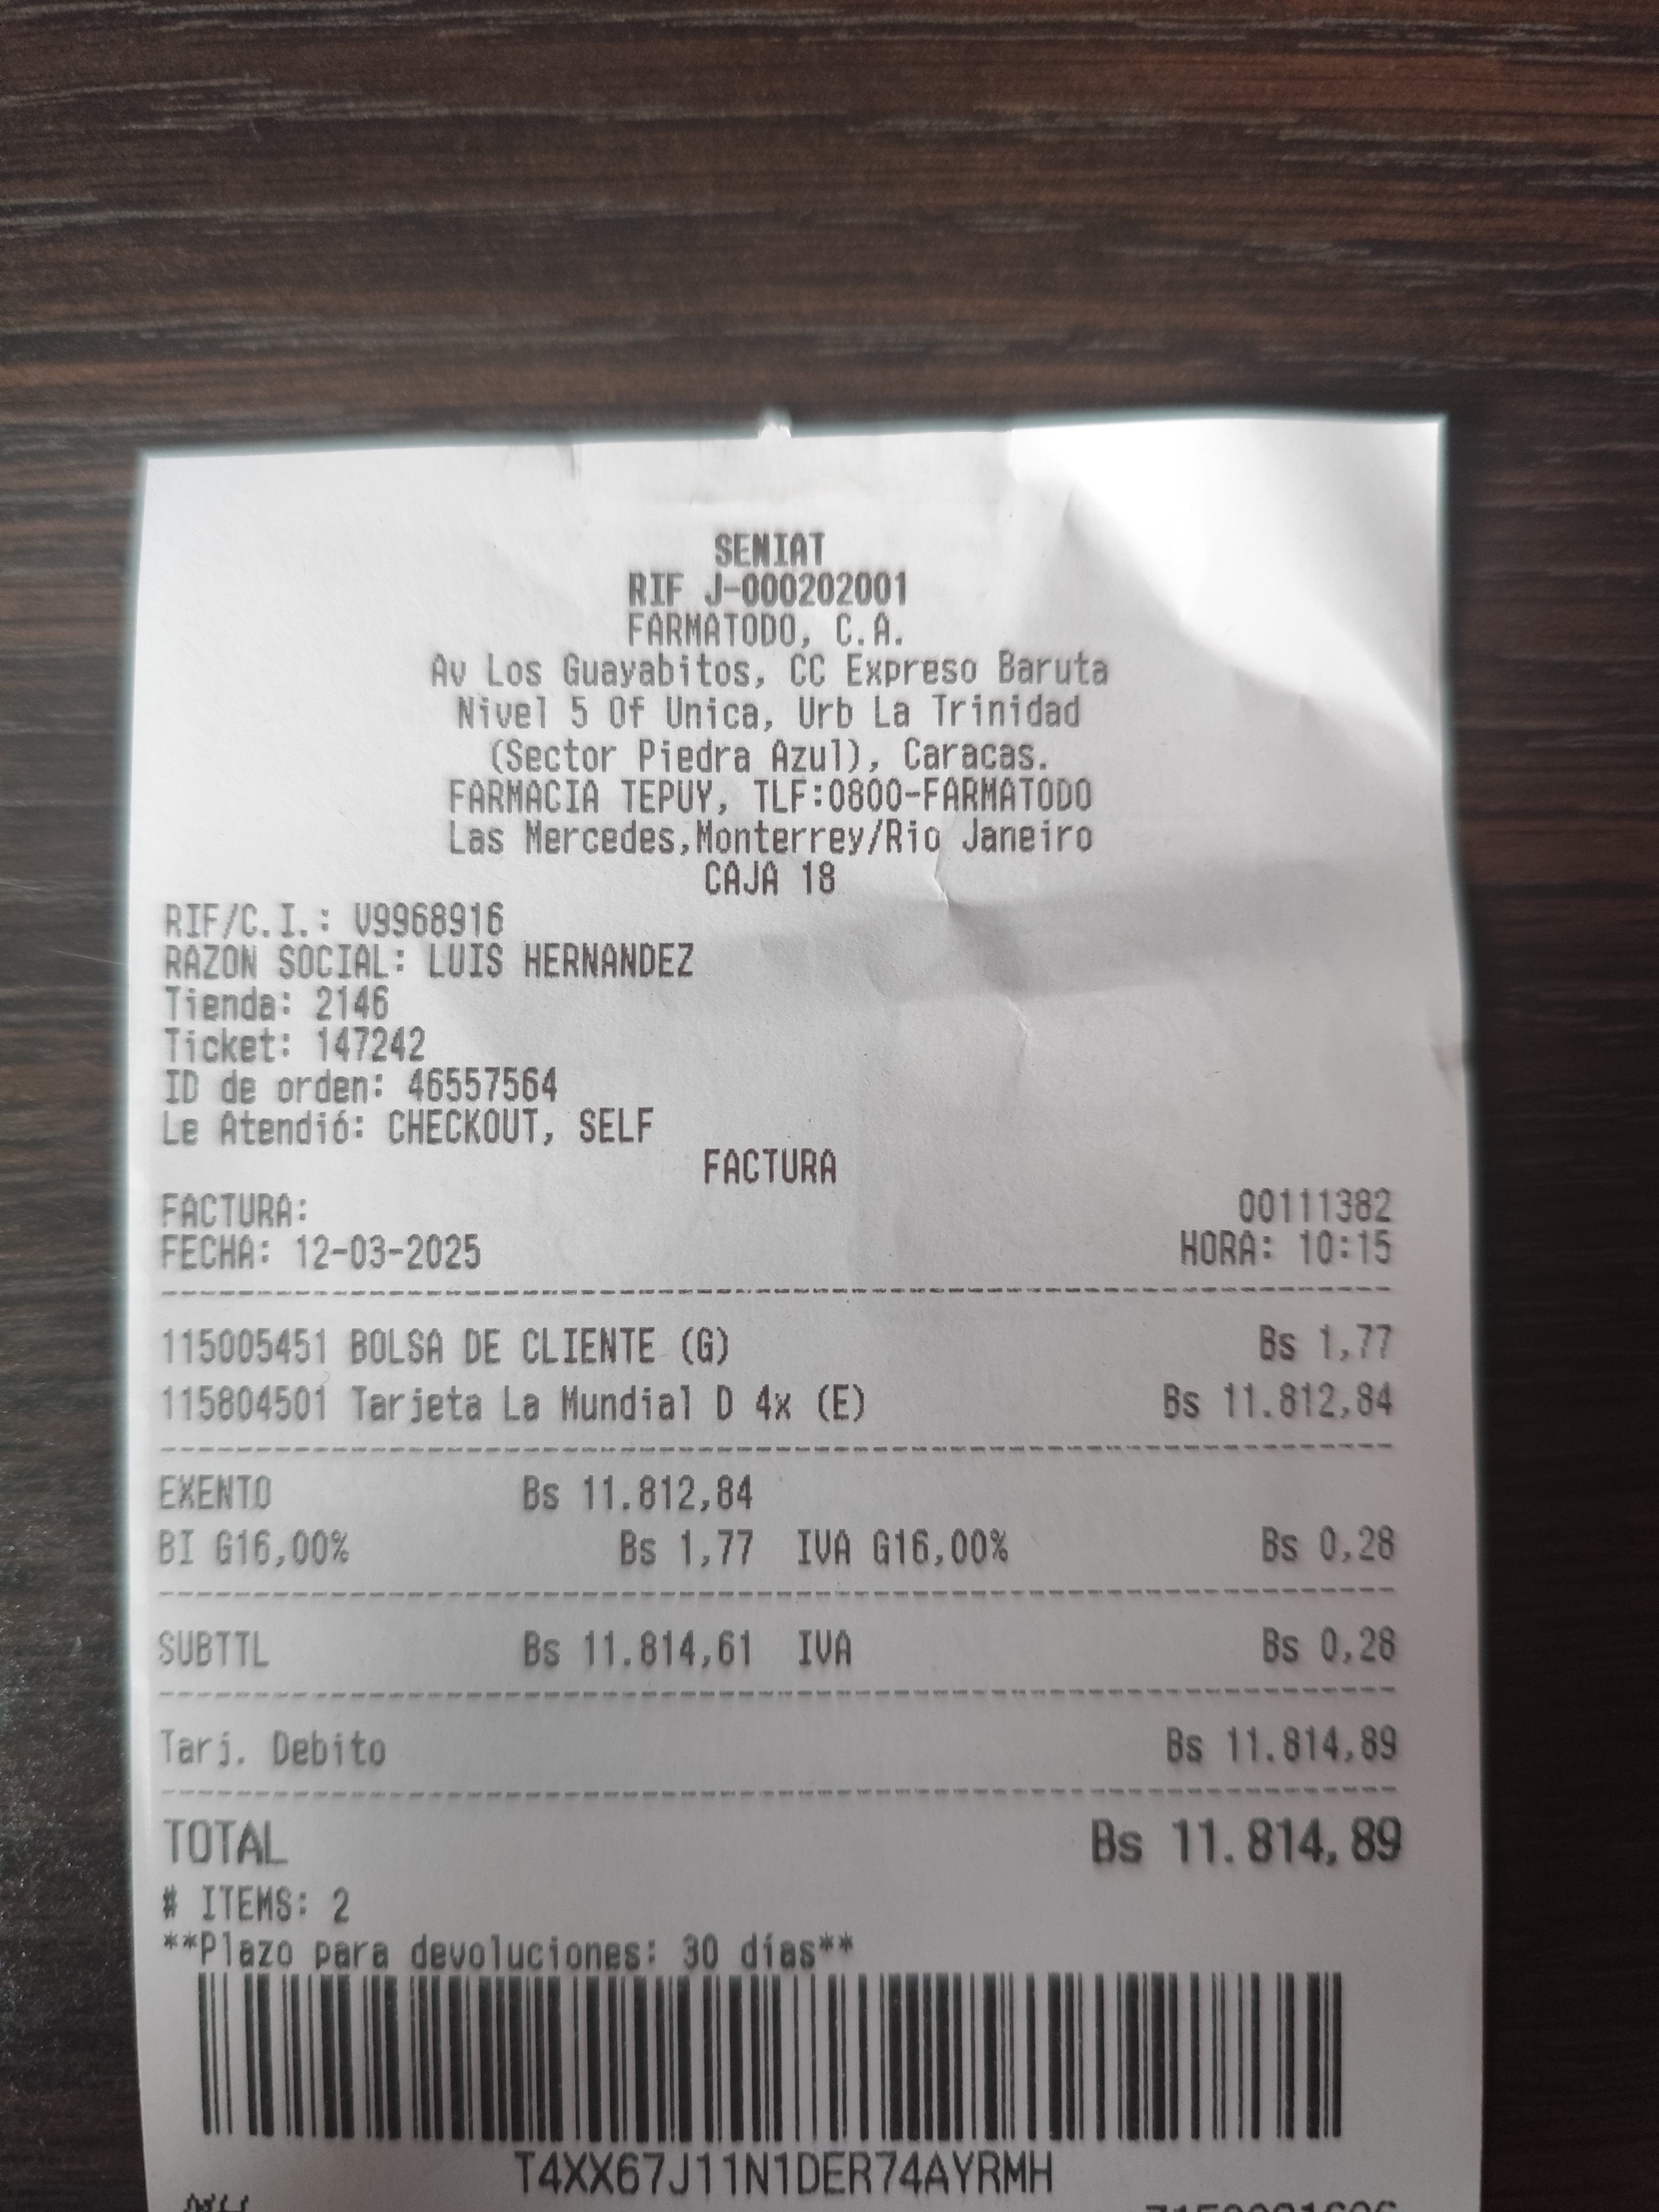 SENIAT
RIF J-000202001
FARMATODO, C.A.
Av Los Guayabitos, CC Expreso Baruta
Nivel 5 Of Unica, Urb La Trinidad
(Sector Piedra Azul), Caracas.
FARMACIA TEPUY, TLF:0800-FARMATODO
Las Mercedes,Monterrey/Rio Janeiro
CAJA 18
RIF/C.I.: V9968916
RAZON SOCIAL: LUIS HERNANDEZ
Tienda: 2146
Ticket: 147242
ID de orden: 46557564
Le Atendió: CHECKOUT, SELF
FACTURA
FACTURA: 00111382
FECHA: 12-03-2025 HORA: 10:15
115005451 BOLSA DE CLIENTE (G) Bs 1,77
115804501 Tarjeta La Mundial D 4x (E) Bs 11.812,84
EXENTO Bs 11.812,84
BI G16,00% Bs 1,77 IVA G16,00% Bs 0,28
SUBTTL Bs 11.814,61 IVA Bs 0,28
Tarj. Debito Bs 11.814,89
TOTAL Bs 11.814,89
# ITEMS: 2
**Plazo para devoluciones: 30 días**
T4XX67J11N1DER74AYRMH